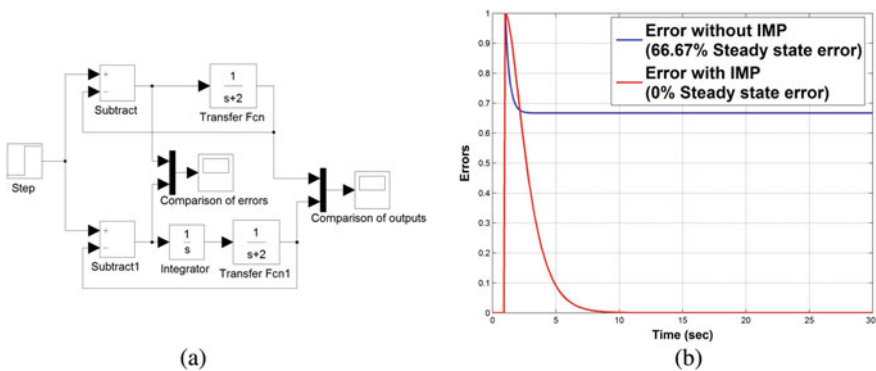 +
−
Subtract
1
s+2
Transfer Fcn
Step
Comparison of errors
Comparison of outputs
+
−
Subtract1
1
s
Integrator
1
s+2
Transfer Fcn1
(a)
1
0.9
0.8
0.7
0.6
0.5
0.4
0.3
0.2
0.1
0
Errors
Error without IMP
(66.67% Steady state error)
Error with IMP
(0% Steady state error)
0 5 10 15 20 25 30
Time (sec)
(b)